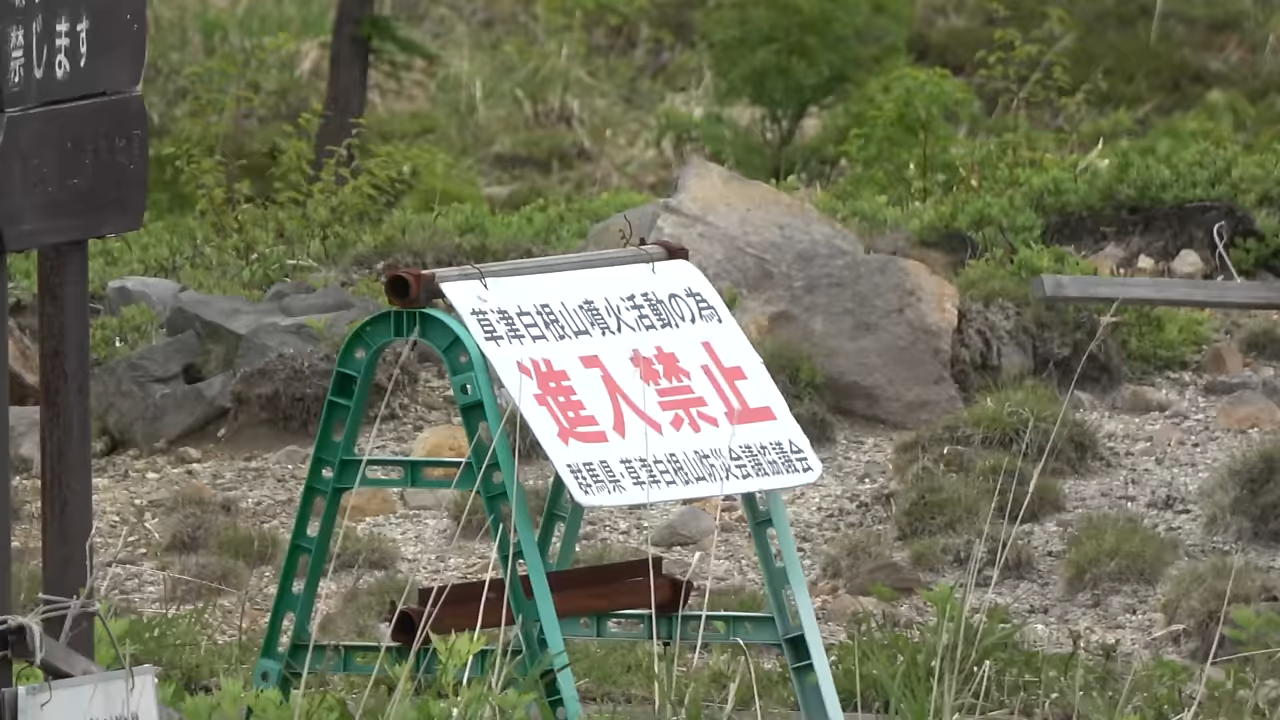 禁じます
草津白根山噴火活動の為
進入禁止
群馬県・草津白根山防災会議協議会